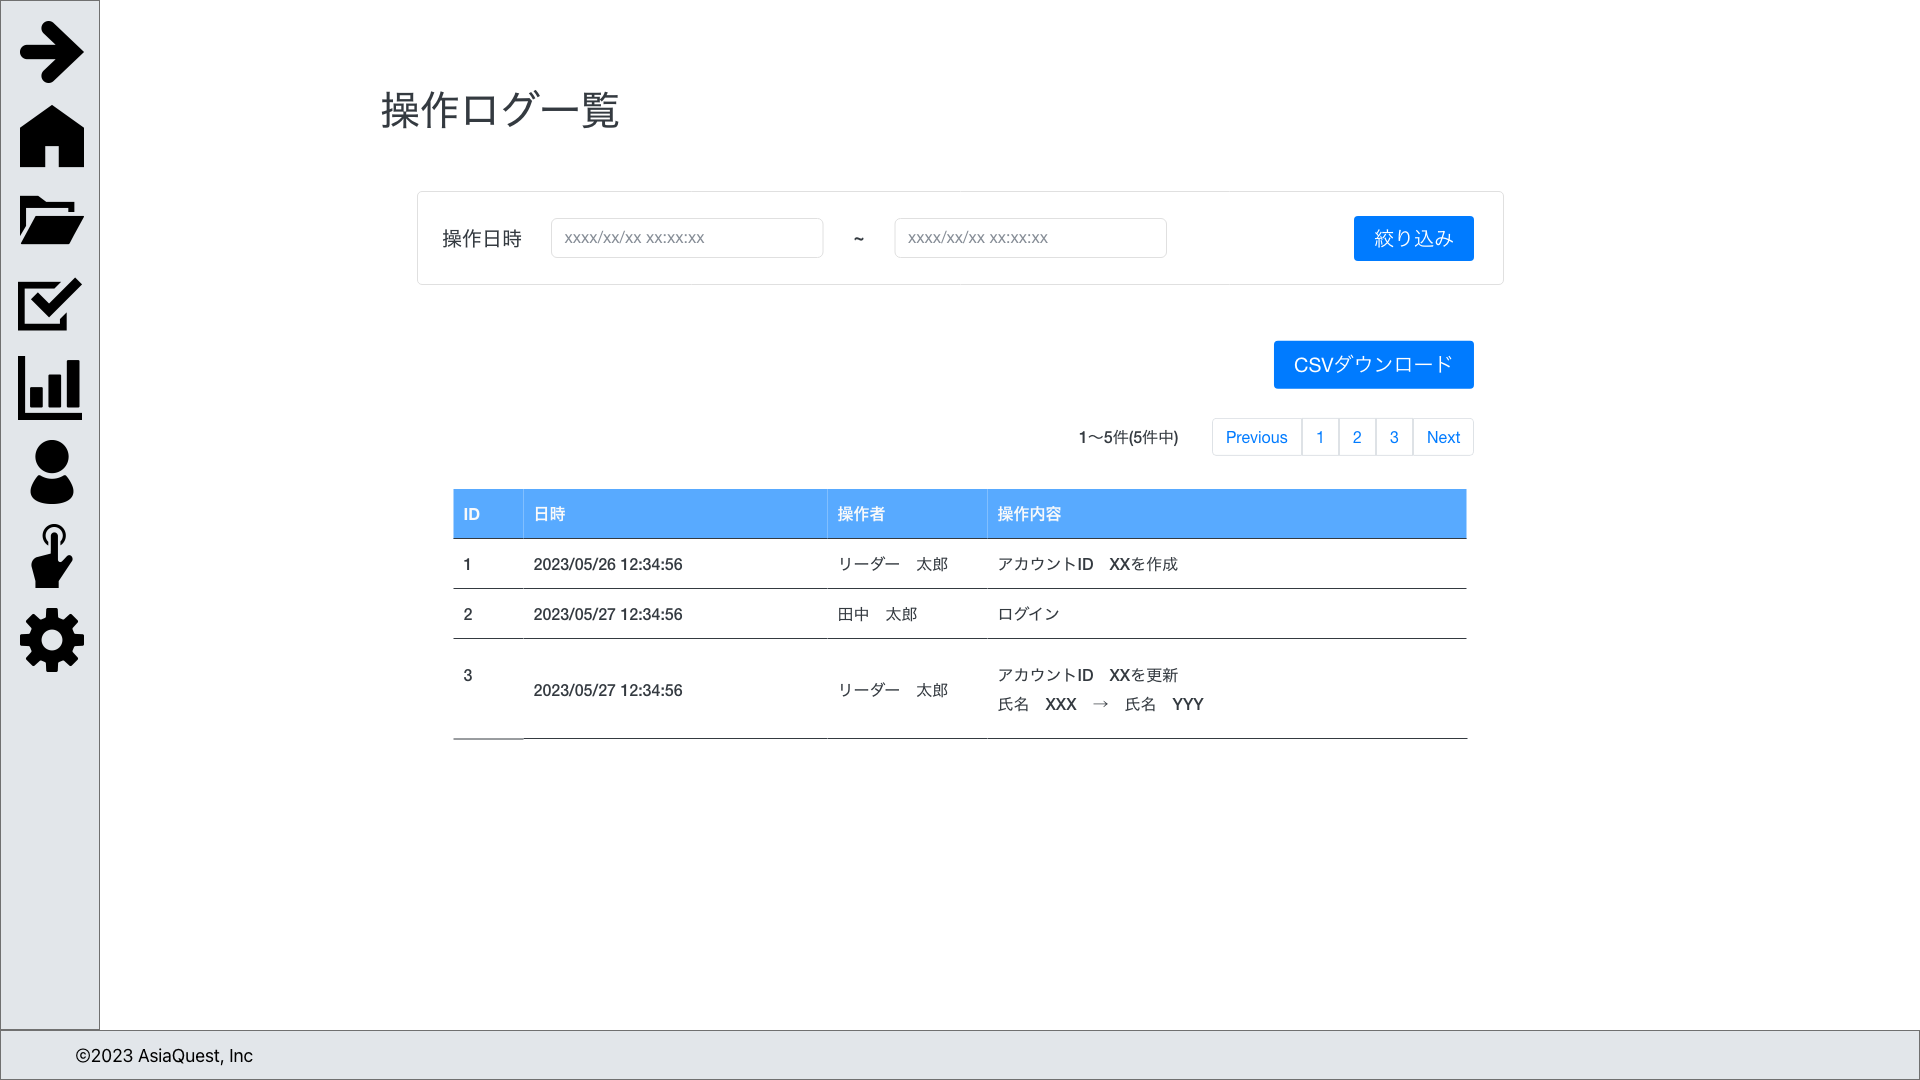 操作ログ一覧
操作日時 xxxx/xx/xx xx:xx:xx ~ xxxx/xx/xx xx:xx:xx 絞り込み
CSVダウンロード
1〜5件(5件中) Previous 1 2 3 Next
ID 日時 操作者 操作内容
1 2023/05/26 12:34:56 リーダー　太郎 アカウントID　XXを作成
2 2023/05/27 12:34:56 田中　太郎 ログイン
3 2023/05/27 12:34:56 リーダー　太郎 アカウントID　XXを更新
氏名　XXX　→　氏名　YYY
©2023 AsiaQuest, Inc